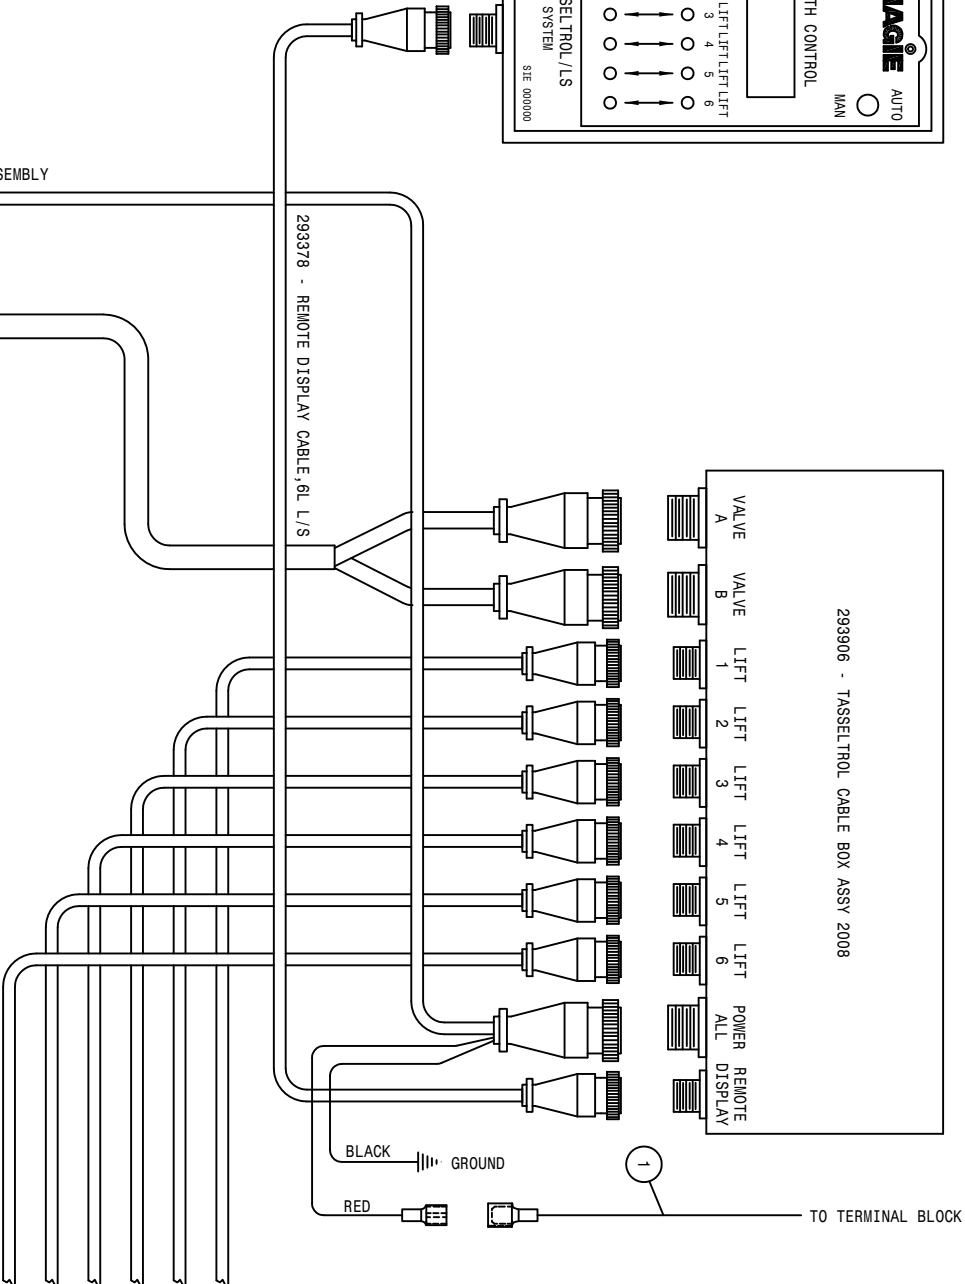 HAGIE
AUTO
MAN
TH CONTROL
LIFT 3
LIFT 4
LIFT 5
LIFT 6
SELTROL/LS
SYSTEM
SIE 000000
SEMBLY
293378 - REMOTE DISPLAY CABLE,6L L/S
293906 - TASSELTROL CABLE BOX ASSY 2008
VALVE
A
VALVE
B
LIFT
1
LIFT
2
LIFT
3
LIFT
4
LIFT
5
LIFT
6
POWER
ALL
REMOTE
DISPLAY
BLACK
GROUND
1
RED
TO TERMINAL BLOCK